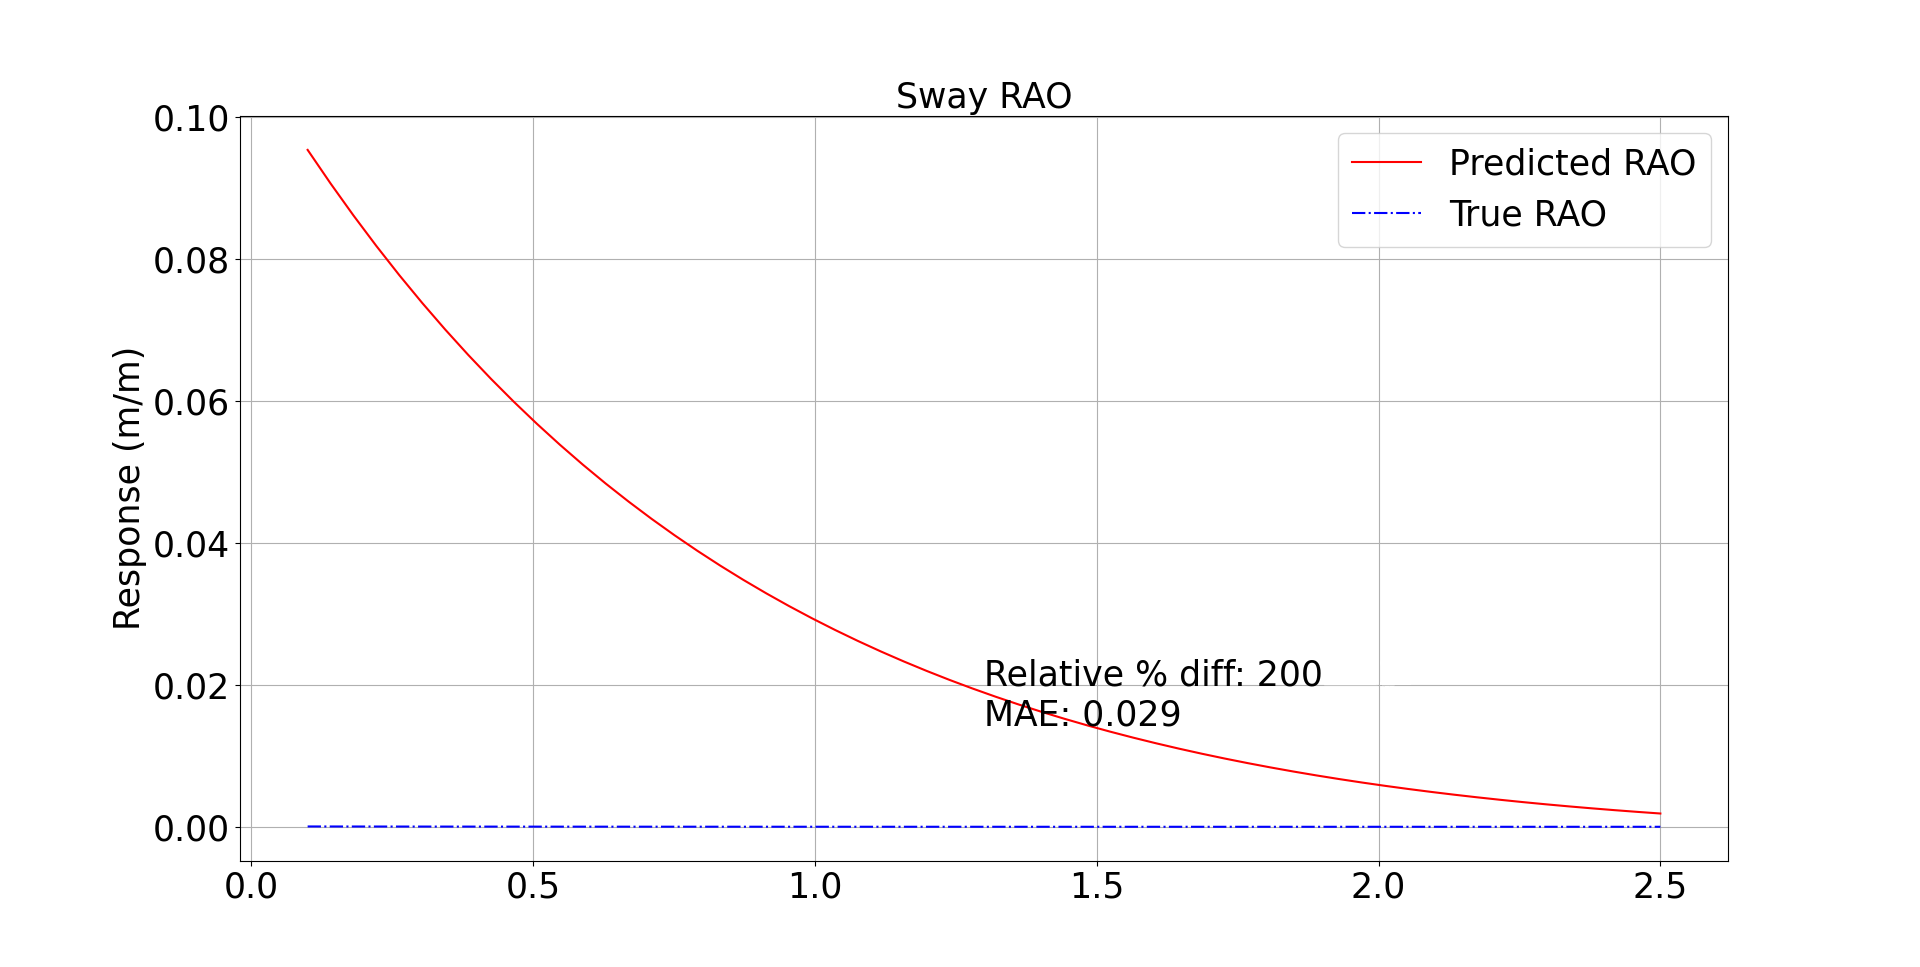 Sway RAO
0.10
0.08
0.06
0.04
0.02
0.00
Response (m/m)
Predicted RAO
True RAO
Relative % diff: 200
MAE: 0.029
0.0 0.5 1.0 1.5 2.0 2.5